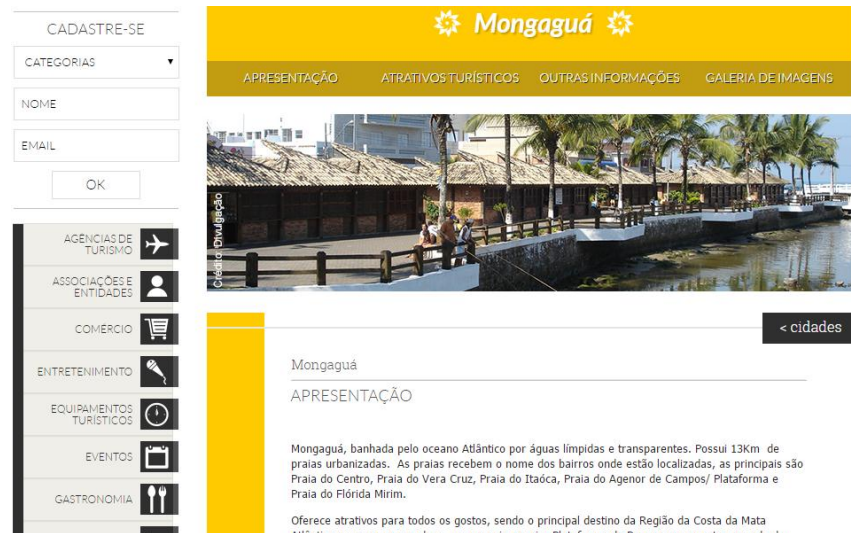 CADASTRE-SE
CATEGORIAS
NOME
EMAIL
OK
AGÊNCIAS DE
TURISMO
ASSOCIAÇÕES E
ENTIDADES
COMÉRCIO
ENTRETENIMENTO
EQUIPAMENTOS
TURÍSTICOS
EVENTOS
GASTRONOMIA
Mongaguá
APRESENTAÇÃO ATRATIVOS TURÍSTICOS OUTRAS INFORMAÇÕES GALERIA DE IMAGENS
Crédito: Divulgação
< cidades
Mongaguá
APRESENTAÇÃO
Mongaguá, banhada pelo oceano Atlântico por águas límpidas e transparentes. Possui 13Km de
praias urbanizadas. As praias recebem o nome dos bairros onde estão localizadas, as principais são
Praia do Centro, Praia do Vera Cruz, Praia do Itaóca, Praia do Agenor de Campos/ Plataforma e
Praia do Flórida Mirim.
Oferece atrativos para todos os gostos, sendo o principal destino da Região da Costa da Mata